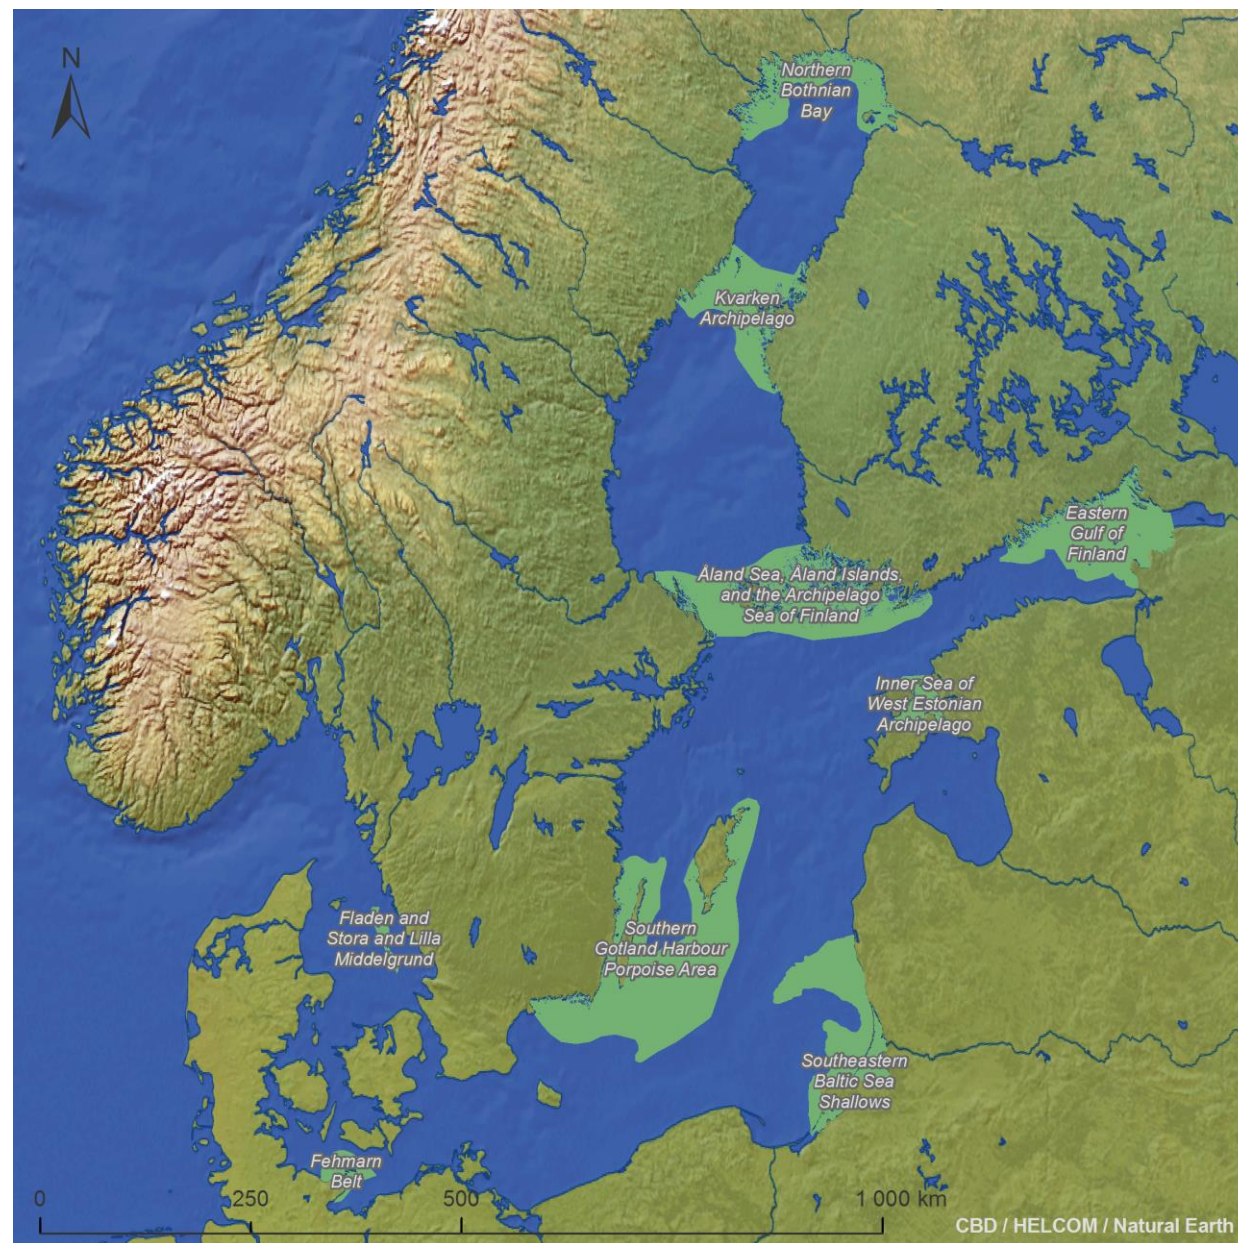 N
Northern
Bothnian
Bay
Kvarken
Archipelago
Eastern
Gulf of
Finland
Åland Sea, Åland Islands,
and the Archipelago
Sea of Finland
Inner Sea of
West Estonian
Archipelago
Fladen and
Stora and Lilla
Middelgrund
Southern
Gotland Harbour
Porpoise Area
Southeastern
Baltic Sea
Shallows
Fehmarn
Belt
0 250 500 1 000 km
CBD / HELCOM / Natural Earth